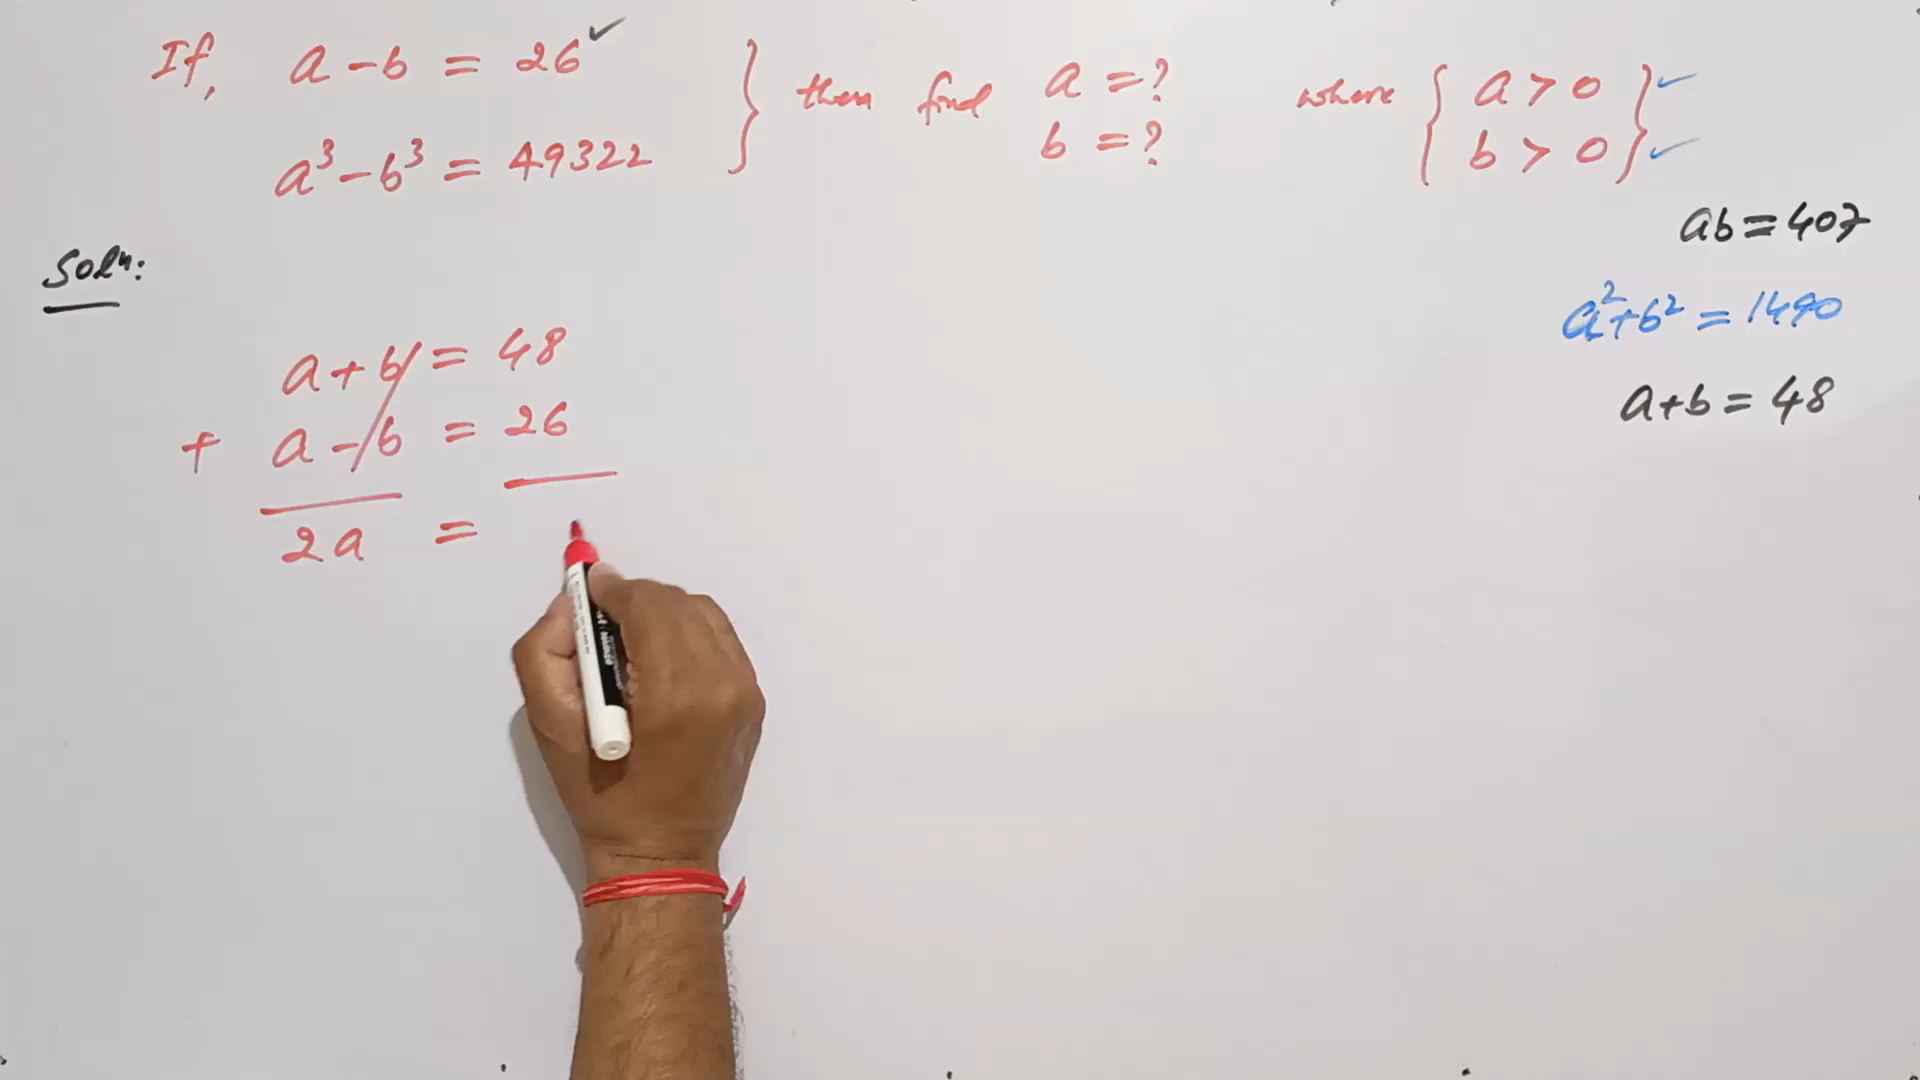 If, a - b = 26 ✓ } then find a = ? where { a > 0 } ✓
a³ - b³ = 49322 b = ? b > 0 ✓
ab = 407
Solⁿ:
a² + b² = 1490
a + b = 48
a + b = 48
+ a - b = 26
2a =